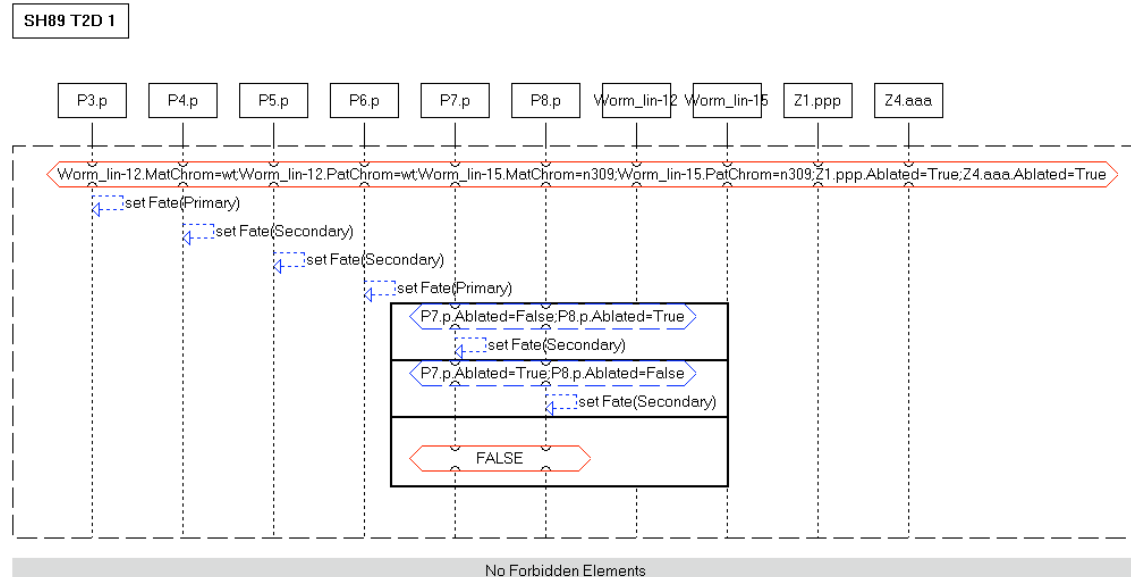 SH89 T2D 1
P3.p P4.p P5.p P6.p P7.p P8.p Worm_lin-12 Worm_lin-15 Z1.ppp Z4.aaa
Worm_lin-12.MatChrom=wt;Worm_lin-12.PatChrom=wt;Worm_lin-15.MatChrom=n309;Worm_lin-15.PatChrom=n309;Z1.ppp.Ablated=True;Z4.aaa.Ablated=True
set Fate(Primary)
set Fate(Secondary)
set Fate(Secondary)
set Fate(Primary)
P7.p.Ablated=False;P8.p.Ablated=True
set Fate(Secondary)
P7.p.Ablated=True;P8.p.Ablated=False
set Fate(Secondary)
FALSE
No Forbidden Elements